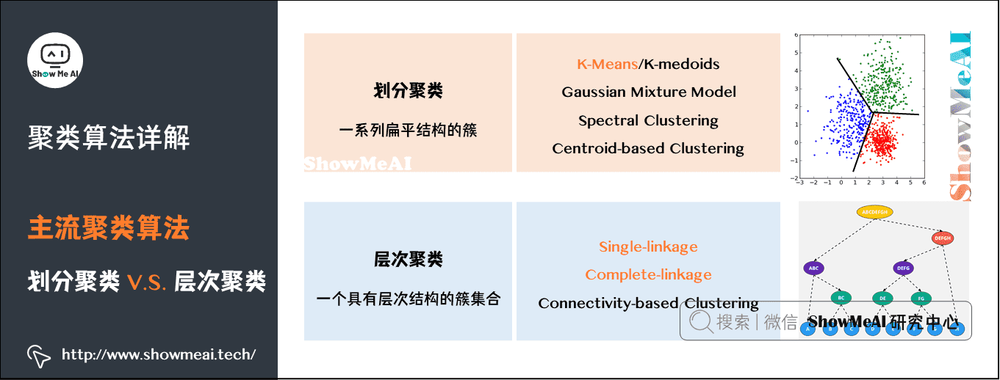 Show Me AI
聚类算法详解
主流聚类算法
划分聚类 V.S. 层次聚类
http://www.showmeai.tech/
划分聚类
一系列扁平结构的簇
ShowMeAI
K-Means/K-medoids
Gaussian Mixture Model
Spectral Clustering
Centroid-based Clustering
6
5
4
3
2
1
0
−1
−2
−3 −2 −1 0 1 2 3 4 5 6
ShowMeAI
层次聚类
一个具有层次结构的簇集合
Single-linkage
Complete-linkage
Connectivity-based Clustering
ABCDEFGH
DEFGH
ABC
DEFG
BC
DE
FG
A B C D E F G H
搜索 | 微信 ShowMeAI 研究中心